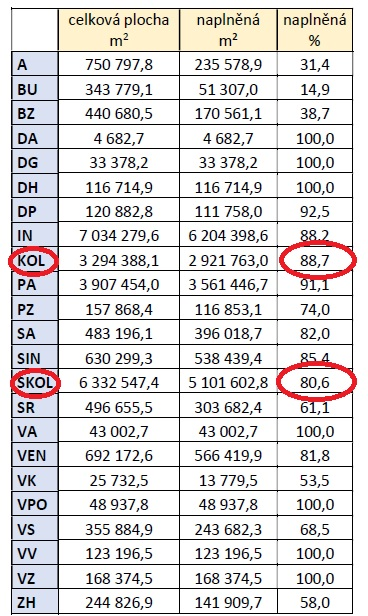 celková plocha m² naplněná m² naplněná %
A 750 797,8 235 578,9 31,4
BU 343 779,1 51 307,0 14,9
BZ 440 680,5 170 561,1 38,7
DA 4 682,7 4 682,7 100,0
DG 33 378,2 33 378,2 100,0
DH 116 714,9 116 714,9 100,0
DP 120 882,8 111 758,0 92,5
IN 7 034 279,6 6 204 398,6 88,2
KOL 3 294 388,1 2 921 763,0 88,7
PA 3 907 454,0 3 561 446,7 91,1
PZ 157 868,4 116 853,1 74,0
SA 483 196,1 396 018,7 82,0
SIN 630 299,3 538 439,4 85,4
SKOL 6 332 547,4 5 101 602,8 80,6
SR 496 655,5 303 682,4 61,1
VA 43 002,7 43 002,7 100,0
VEN 692 172,6 566 419,9 81,8
VK 25 732,5 13 779,5 53,5
VPO 48 937,8 48 937,8 100,0
VS 355 884,9 243 682,3 68,5
VV 123 196,5 123 196,5 100,0
VZ 168 374,5 168 374,5 100,0
ZH 244 826,9 141 909,7 58,0